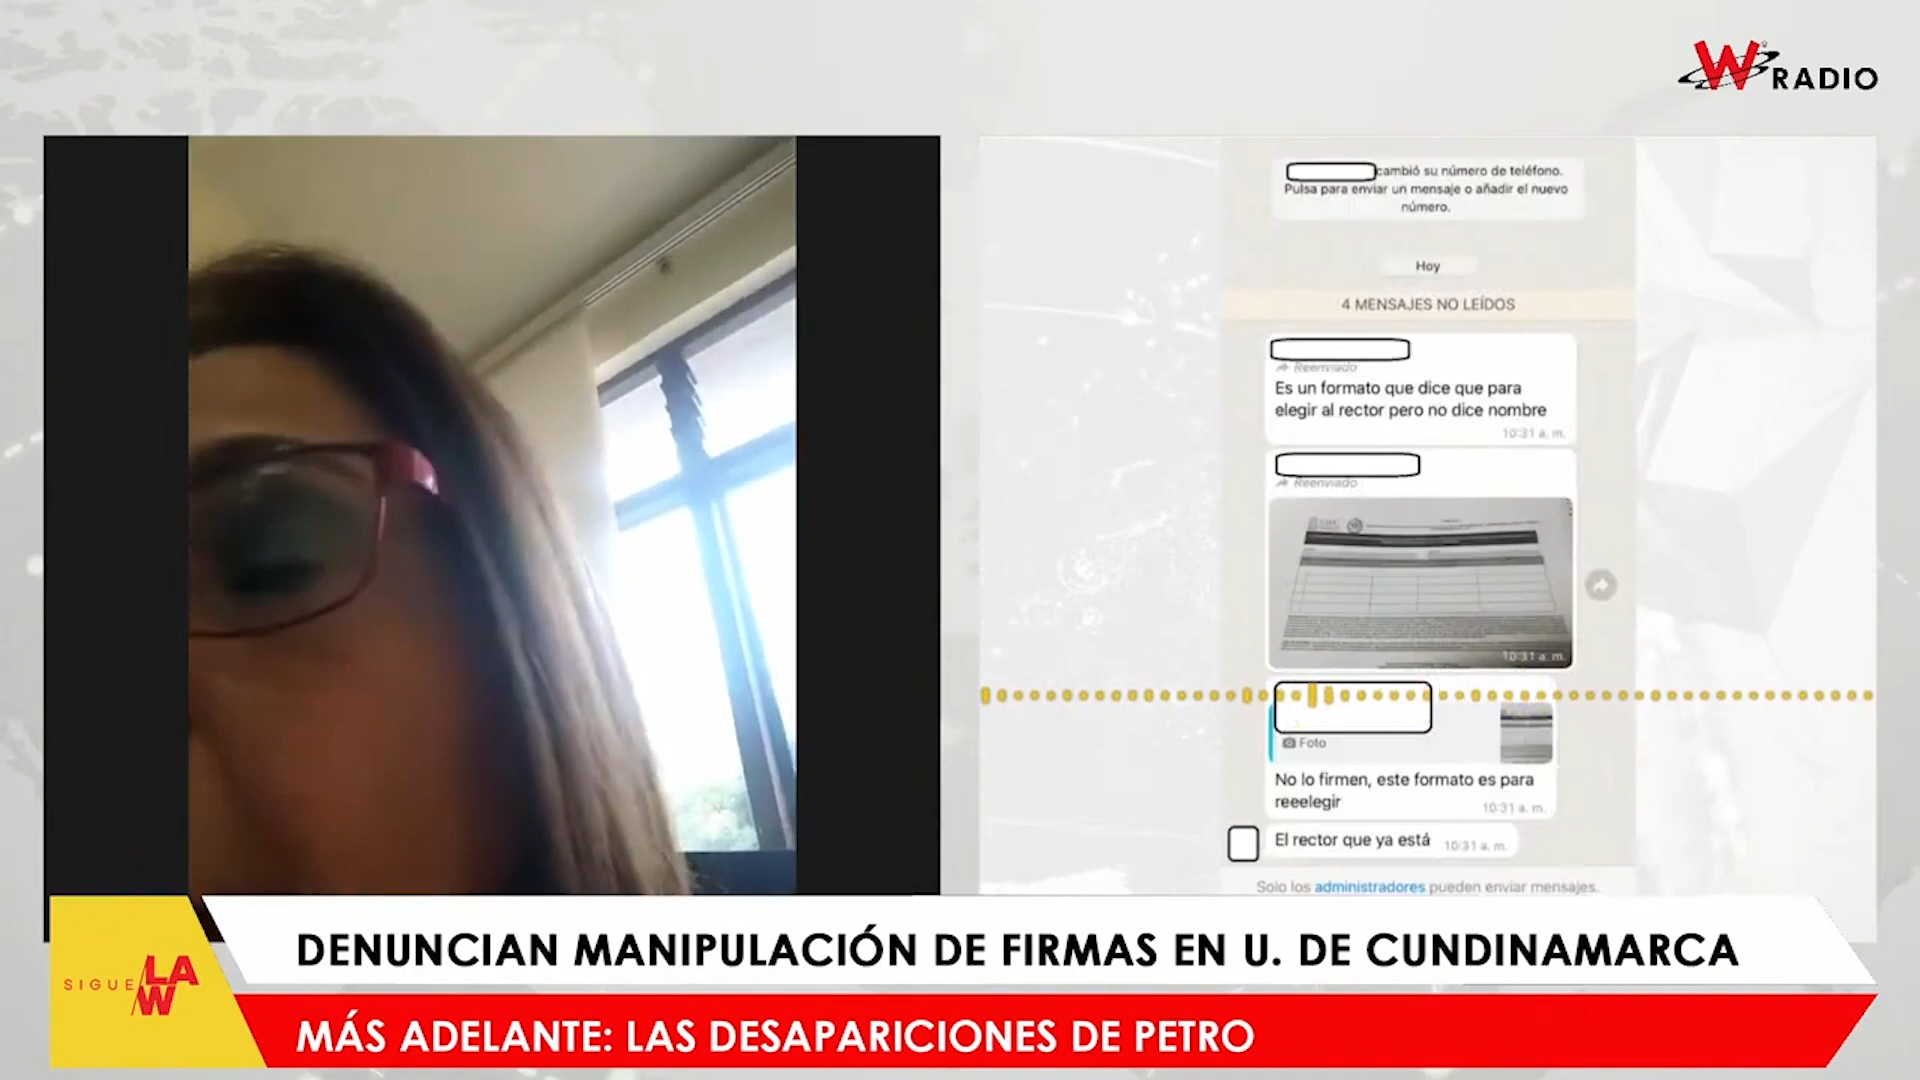 W RADIO
cambió su número de teléfono.
Pulsa para enviar un mensaje o añadir el nuevo
número.
Hoy
4 MENSAJES NO LEÍDOS
Reenviado
Es un formato que dice que para
elegir al rector pero no dice nombre
10:31 a. m.
Reenviado
10:31 a. m.
Foto
No lo firmen, este formato es para
reeelegir
10:31 a. m.
El rector que ya está
10:31 a. m.
Solo los administradores pueden enviar mensajes.
DENUNCIAN MANIPULACIÓN DE FIRMAS EN U. DE CUNDINAMARCA
SIGUE LA W
MÁS ADELANTE: LAS DESAPARICIONES DE PETRO